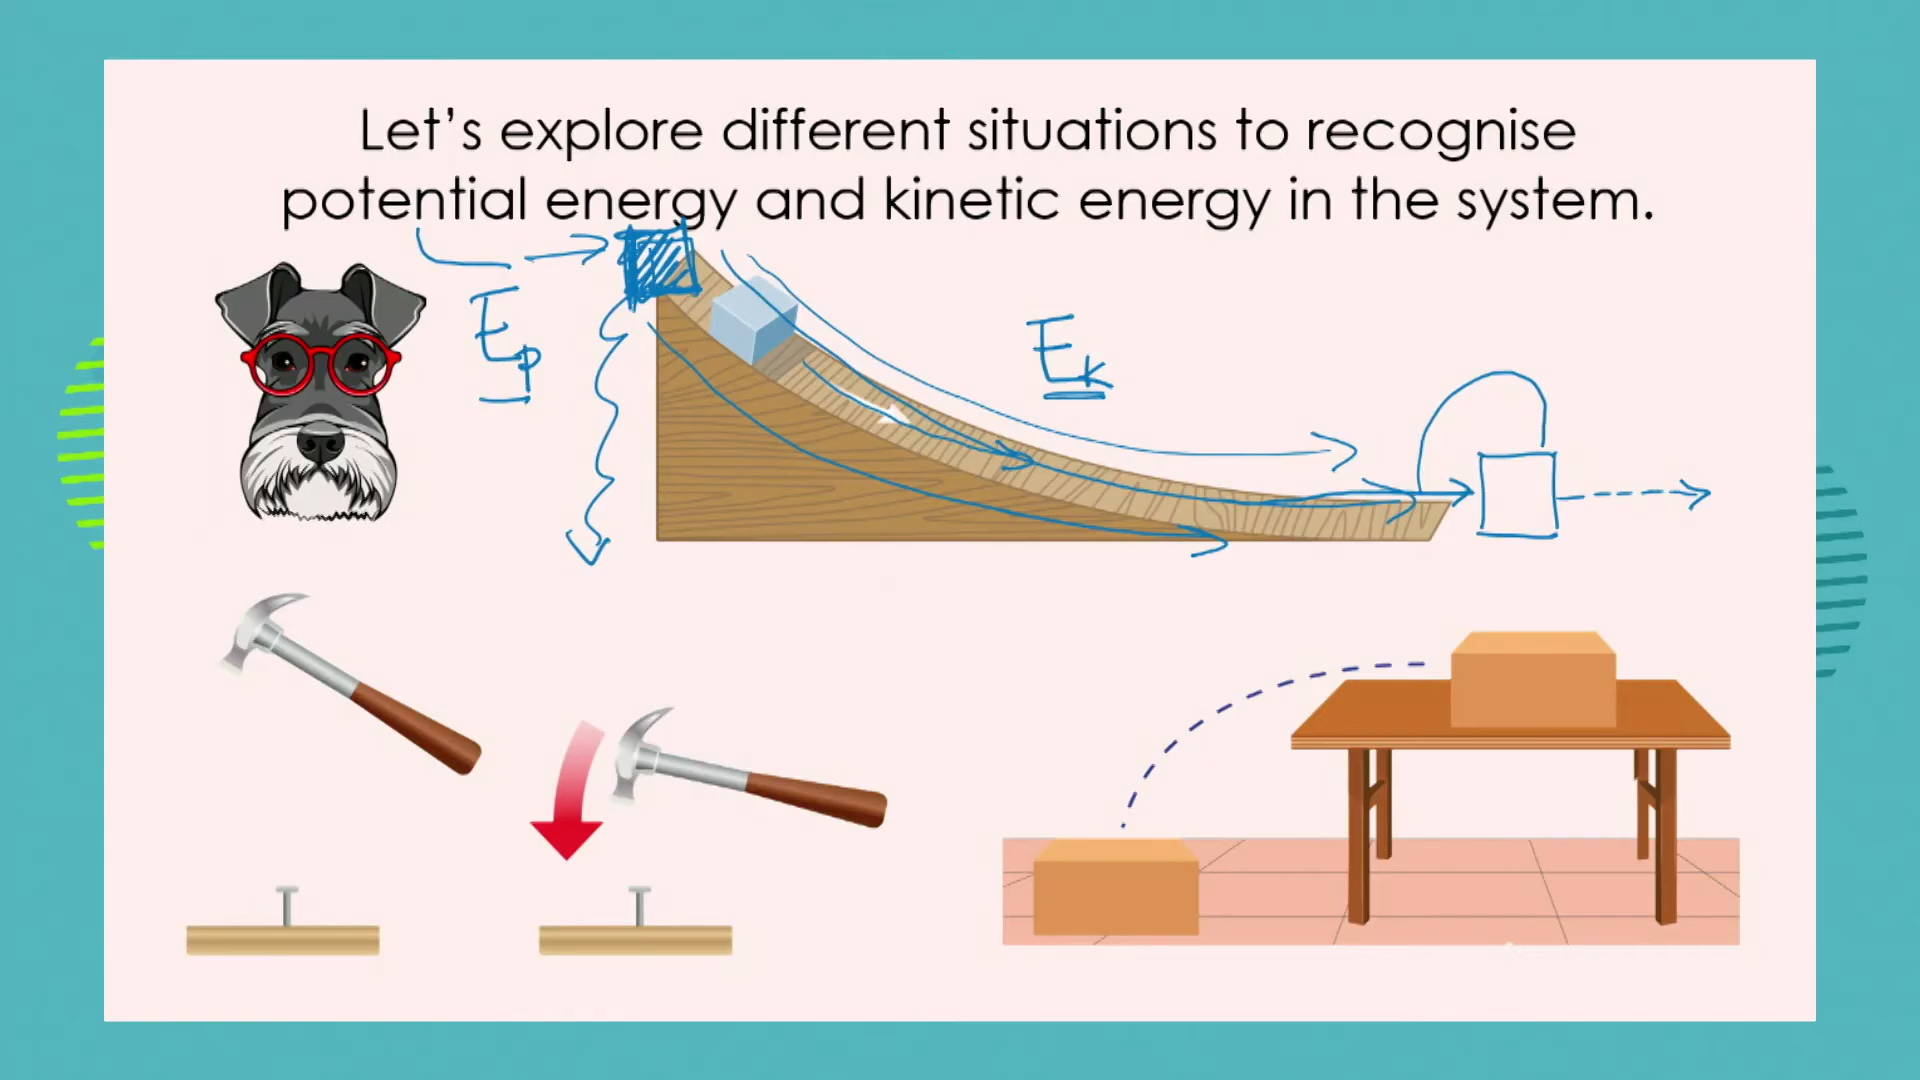 Let’s explore different situations to recognise
potential energy and kinetic energy in the system.
Ep
Ek